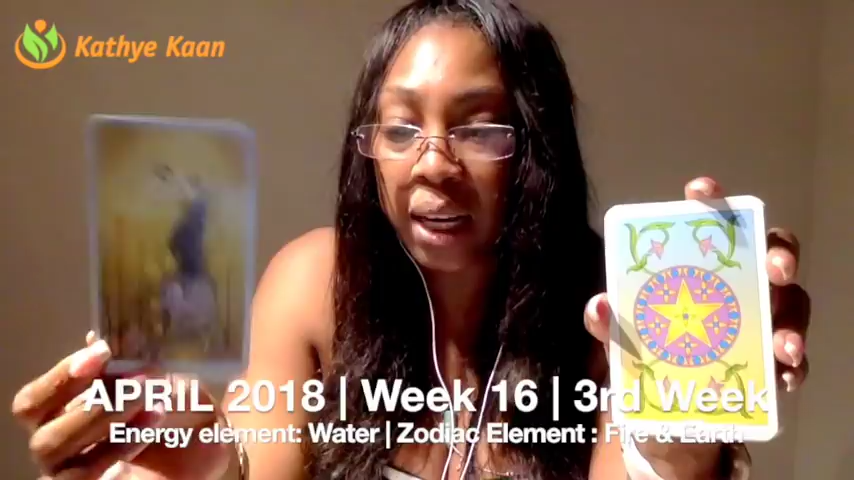 Kathye Kaan
APRIL 2018 | Week 16 | 3rd Week
Energy element: Water | Zodiac Element : Fire & Earth